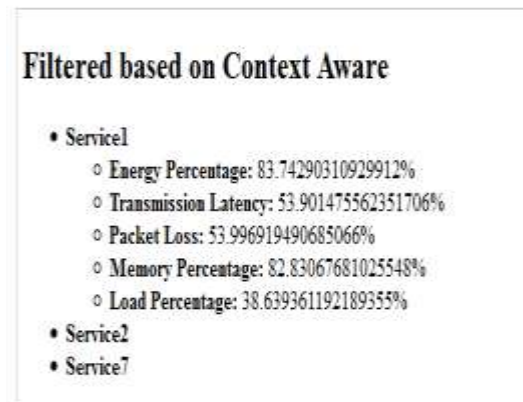 Filtered based on Context Aware
• Service1
○ Energy Percentage: 83.74290310929912%
○ Transmission Latency: 53.901475562351706%
○ Packet Loss: 53.996919490685066%
○ Memory Percentage: 82.83067681025548%
○ Load Percentage: 38.639361192189355%
• Service2
• Service7